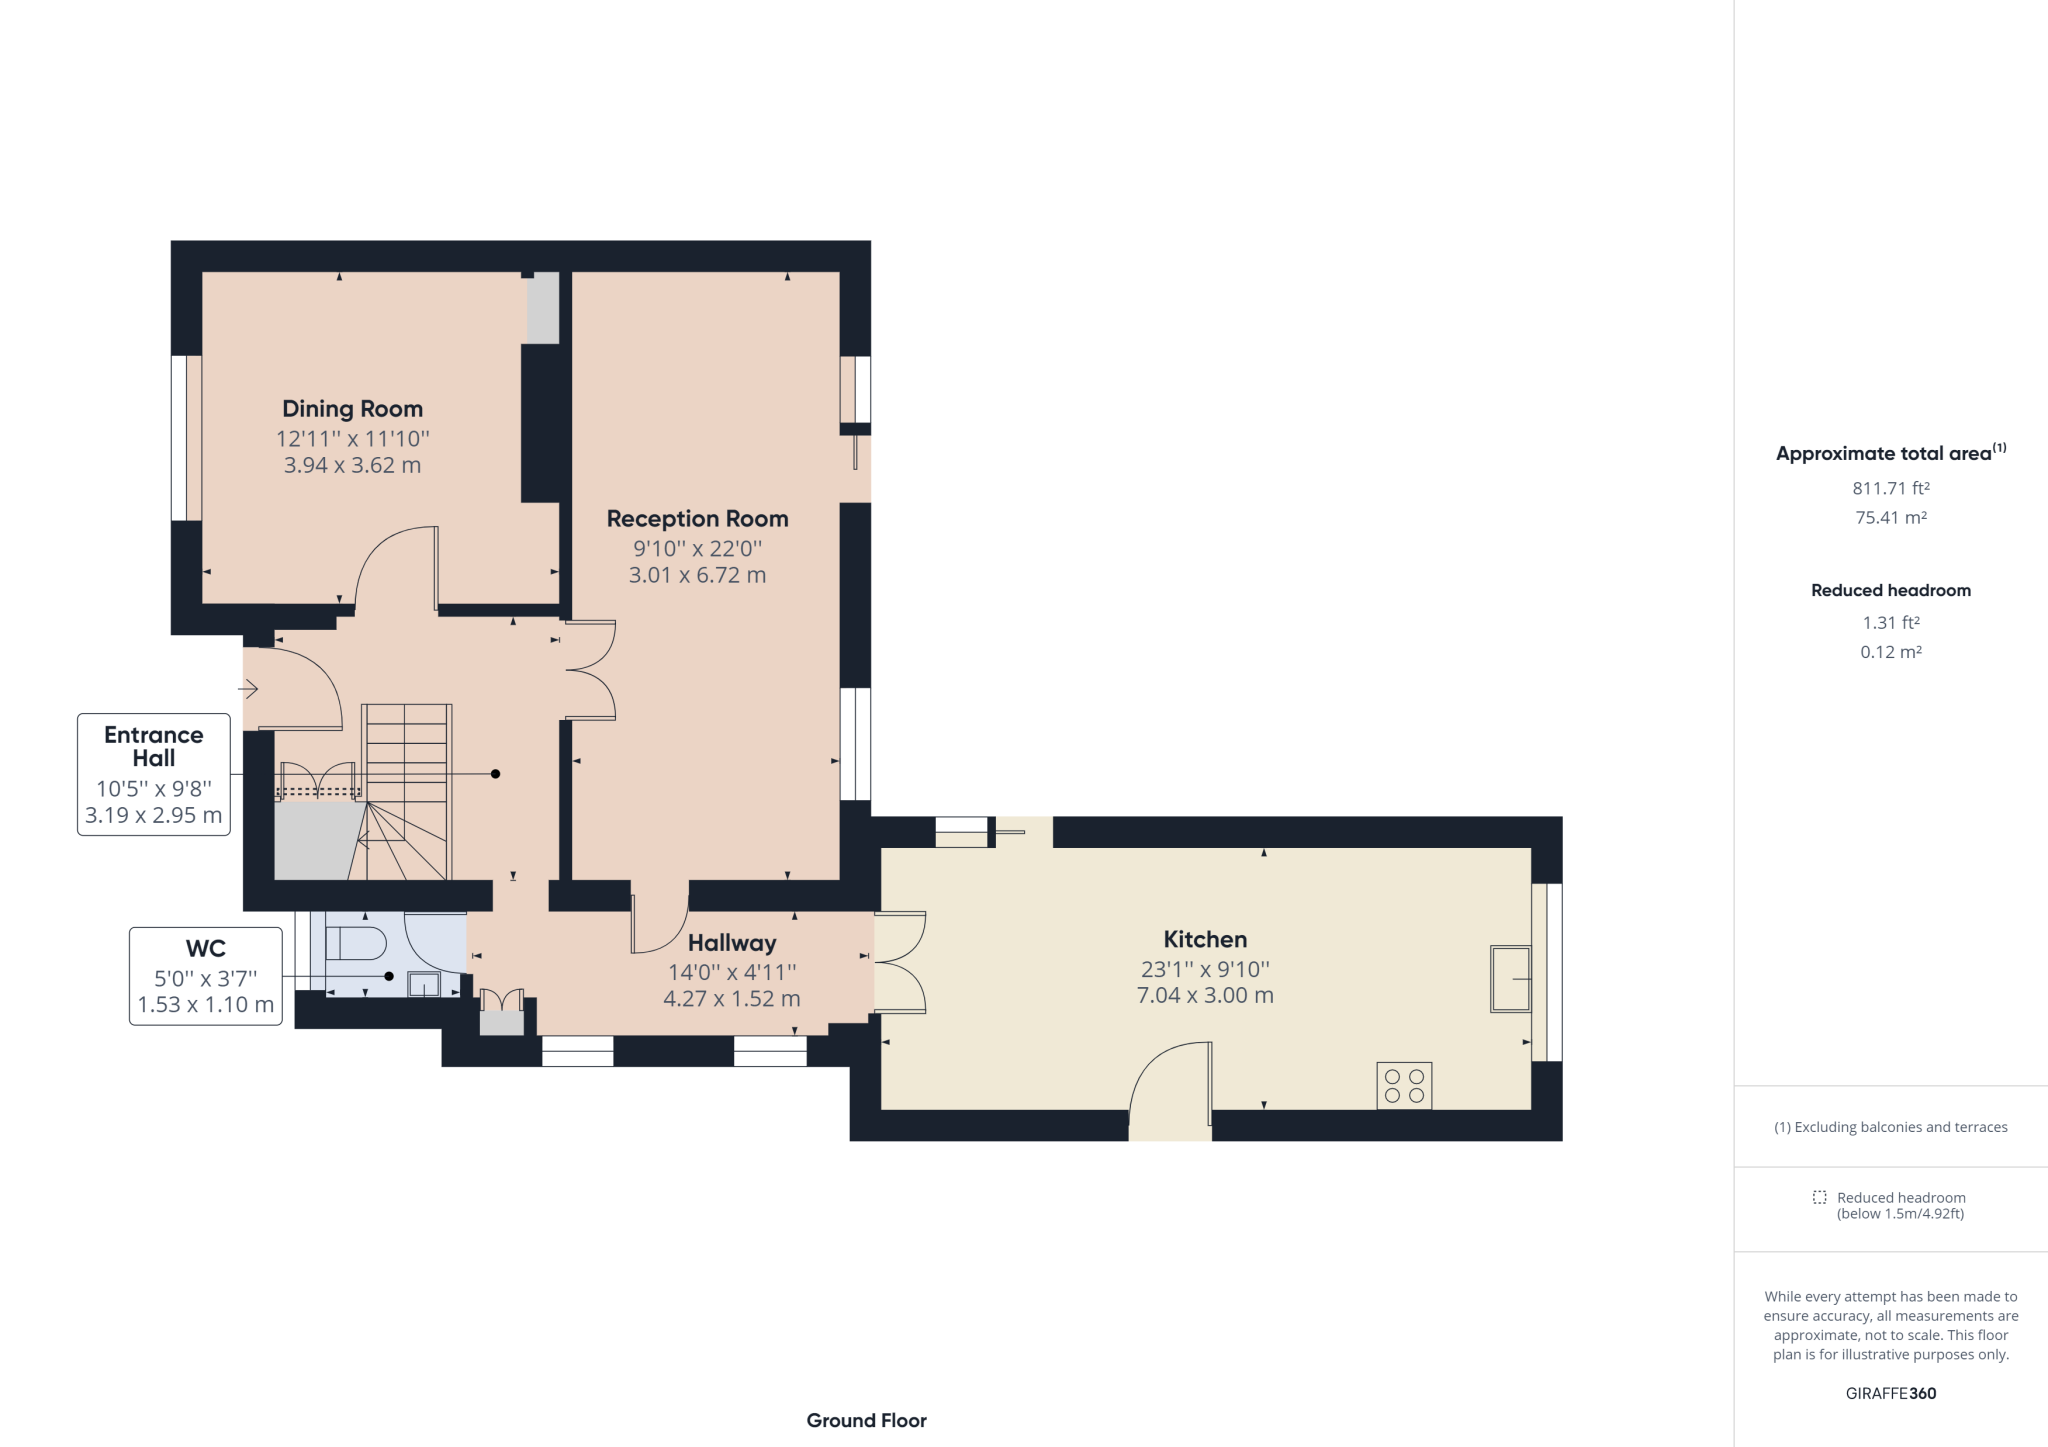 Dining Room
12'11'' x 11'10''
3.94 x 3.62 m
Reception Room
9'10'' x 22'0''
3.01 x 6.72 m
Entrance
Hall
10'5'' x 9'8''
3.19 x 2.95 m
WC
5'0'' x 3'7''
1.53 x 1.10 m
Hallway
14'0'' x 4'11''
4.27 x 1.52 m
Kitchen
23'1'' x 9'10''
7.04 x 3.00 m
Ground Floor
Approximate total area(1)
811.71 ft²
75.41 m²
Reduced headroom
1.31 ft²
0.12 m²
(1) Excluding balconies and terraces
Reduced headroom
(below 1.5m/4.92ft)
While every attempt has been made to
ensure accuracy, all measurements are
approximate, not to scale. This floor
plan is for illustrative purposes only.
GIRAFFE360